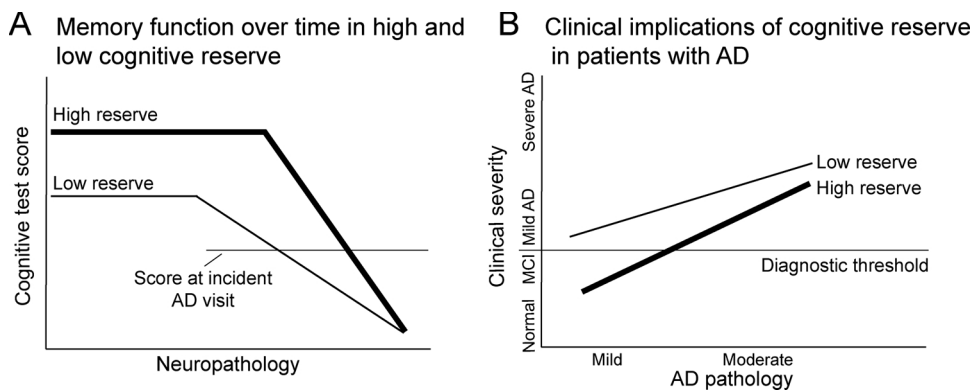 A Memory function over time in high and
low cognitive reserve
High reserve
Low reserve
Score at incident
AD visit
Cognitive test score
Neuropathology
B Clinical implications of cognitive reserve
in patients with AD
Severe AD
Mild AD
MCI
Normal
Clinical severity
Low reserve
High reserve
Diagnostic threshold
Mild
Moderate
AD pathology